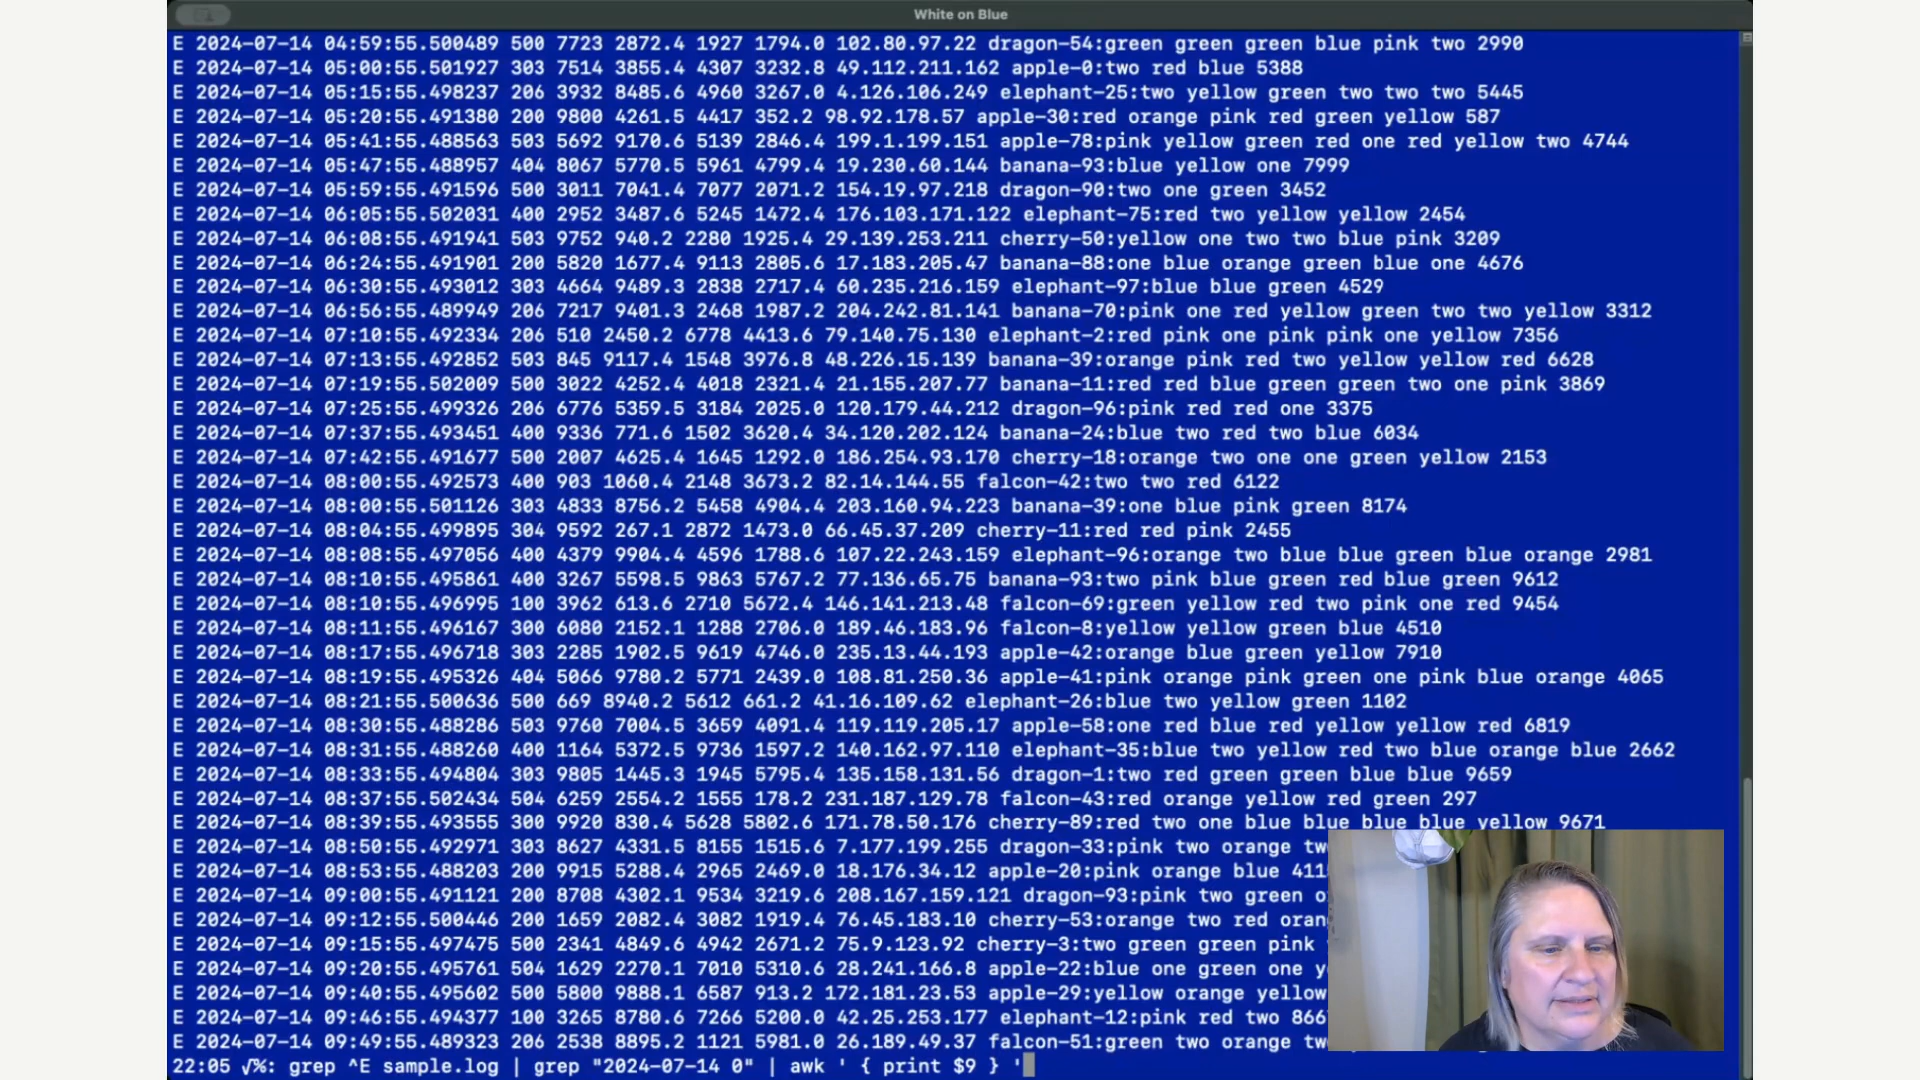 White on Blue
E 2024-07-14 04:59:55.500489 500 7723 2872.4 1927 1794.0 102.80.97.22 dragon-54:green green green blue pink two 2990
E 2024-07-14 05:00:55.501927 303 7514 3855.4 4307 3232.8 49.112.211.162 apple-0:two red blue 5388
E 2024-07-14 05:15:55.498237 206 3932 8485.6 4960 3267.0 4.126.106.249 elephant-25:two yellow green two two two 5445
E 2024-07-14 05:20:55.491380 200 9800 4261.5 4417 352.2 98.92.178.57 apple-30:red orange pink red green yellow 587
E 2024-07-14 05:41:55.488563 503 5692 9170.6 5139 2846.4 199.1.199.151 apple-78:pink yellow green red one red yellow two 4744
E 2024-07-14 05:47:55.488957 404 8067 5770.5 5961 4799.4 19.230.60.144 banana-93:blue yellow one 7999
E 2024-07-14 05:59:55.491596 500 3011 7041.4 7077 2071.2 154.19.97.218 dragon-90:two one green 3452
E 2024-07-14 06:05:55.502031 400 2952 3487.6 5245 1472.4 176.103.171.122 elephant-75:red two yellow yellow 2454
E 2024-07-14 06:08:55.491941 503 9752 940.2 2280 1925.4 29.139.253.211 cherry-50:yellow one two two blue pink 3209
E 2024-07-14 06:24:55.491901 200 5820 1677.4 9113 2805.6 17.183.205.47 banana-88:one blue orange green blue one 4676
E 2024-07-14 06:30:55.493012 303 4664 9489.3 2838 2717.4 60.235.216.159 elephant-97:blue blue green 4529
E 2024-07-14 06:56:55.489949 206 7217 9401.3 2468 1987.2 204.242.81.141 banana-70:pink one red yellow green two two yellow 3312
E 2024-07-14 07:10:55.492334 206 510 2450.2 6778 4413.6 79.140.75.130 elephant-2:red pink one pink pink one yellow 7356
E 2024-07-14 07:13:55.492852 503 845 9117.4 1548 3976.8 48.226.15.139 banana-39:orange pink red two yellow yellow red 6628
E 2024-07-14 07:19:55.502009 500 3022 4252.4 4018 2321.4 21.155.207.77 banana-11:red red blue green green two one pink 3869
E 2024-07-14 07:25:55.499326 206 6776 5359.5 3184 2025.0 120.179.44.212 dragon-96:pink red red one 3375
E 2024-07-14 07:37:55.493451 400 9336 771.6 1502 3620.4 34.120.202.124 banana-24:blue two red two blue 6034
E 2024-07-14 07:42:55.491677 500 2007 4625.4 1645 1292.0 186.254.93.170 cherry-18:orange two one one green yellow 2153
E 2024-07-14 08:00:55.492573 400 903 1060.4 2148 3673.2 82.14.144.55 falcon-42:two two red 6122
E 2024-07-14 08:00:55.501126 303 4833 8756.2 5458 4904.4 203.160.94.223 banana-39:one blue pink green 8174
E 2024-07-14 08:04:55.499895 304 9592 267.1 2872 1473.0 66.45.37.209 cherry-11:red red pink 2455
E 2024-07-14 08:08:55.497056 400 4379 9904.4 4596 1788.6 107.22.243.159 elephant-96:orange two blue blue green blue orange 2981
E 2024-07-14 08:10:55.495861 400 3267 5598.5 9863 5767.2 77.136.65.75 banana-93:two pink blue green red blue green 9612
E 2024-07-14 08:10:55.496995 100 3962 613.6 2710 5672.4 146.141.213.48 falcon-69:green yellow red two pink one red 9454
E 2024-07-14 08:11:55.496167 300 6080 2152.1 1288 2706.0 189.46.183.96 falcon-8:yellow yellow green blue 4510
E 2024-07-14 08:17:55.496718 303 2285 1902.5 9619 4746.0 235.13.44.193 apple-42:orange blue green yellow 7910
E 2024-07-14 08:19:55.495326 404 5066 9780.2 5771 2439.0 108.81.250.36 apple-41:pink orange pink green one pink blue orange 4065
E 2024-07-14 08:21:55.500636 500 669 8940.2 5612 661.2 41.16.109.62 elephant-26:blue two yellow green 1102
E 2024-07-14 08:30:55.488286 503 9760 7004.5 3659 4091.4 119.119.205.17 apple-58:one red blue red yellow yellow red 6819
E 2024-07-14 08:31:55.488260 400 1164 5372.5 9736 1597.2 140.162.97.110 elephant-35:blue two yellow red two blue orange blue 2662
E 2024-07-14 08:33:55.494804 303 9805 1445.3 1945 5795.4 135.158.131.56 dragon-1:two red green green blue blue 9659
E 2024-07-14 08:37:55.502434 504 6259 2554.2 1555 178.2 231.187.129.78 falcon-43:red orange yellow red green 297
E 2024-07-14 08:39:55.493555 300 9920 830.4 5628 5802.6 171.78.50.176 cherry-89:red two one blue blue blue blue yellow 9671
E 2024-07-14 08:50:55.492971 303 8627 4331.5 8155 1515.6 7.177.199.255 dragon-33:pink two orange tw
E 2024-07-14 08:53:55.488203 200 9915 5288.4 2965 2469.0 18.176.34.12 apple-20:pink orange blue 411
E 2024-07-14 09:00:55.491121 200 8708 4302.1 9534 3219.6 208.167.159.121 dragon-93:pink two green o
E 2024-07-14 09:12:55.500446 200 1659 2082.4 3082 1919.4 76.45.183.10 cherry-53:orange two red oran
E 2024-07-14 09:15:55.497475 500 2341 4849.6 4942 2671.2 75.9.123.92 cherry-3:two green green pink
E 2024-07-14 09:20:55.495761 504 1629 2270.1 7010 5310.6 28.241.166.8 apple-22:blue one green one y
E 2024-07-14 09:40:55.495602 500 5800 9888.1 6587 913.2 172.181.23.53 apple-29:yellow orange yellow
E 2024-07-14 09:46:55.494377 100 3265 8780.6 7266 5200.0 42.25.253.177 elephant-12:pink red two 866
E 2024-07-14 09:49:55.489323 206 2538 8895.2 1121 5981.0 26.189.49.37 falcon-51:green two orange tw
22:05 √%: grep ^E sample.log | grep "2024-07-14 0" | awk ' { print $9 } '